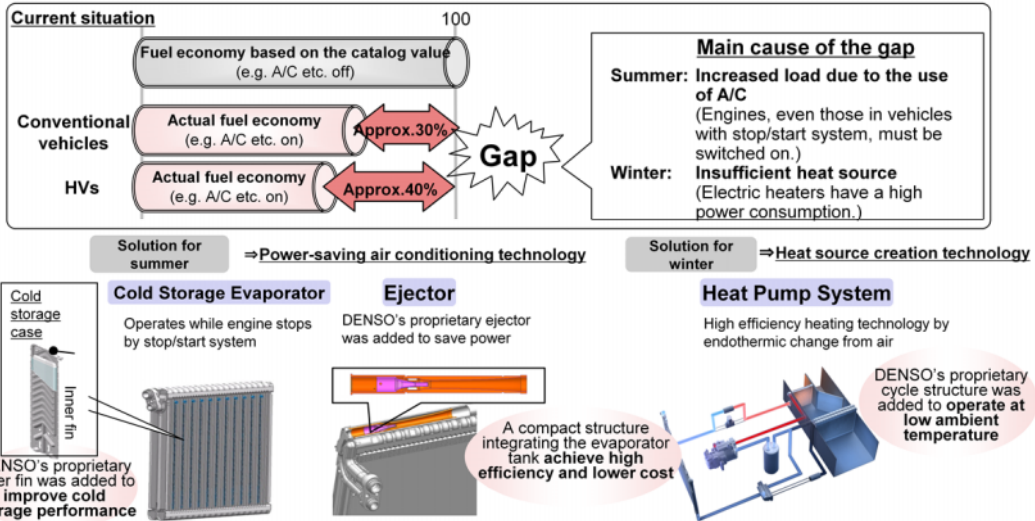 Current situation
100
Fuel economy based on the catalog value
(e.g. A/C etc. off)
Conventional
vehicles
Actual fuel economy
(e.g. A/C etc. on)
Approx.30%
HVs
Actual fuel economy
(e.g. A/C etc. on)
Approx.40%
Gap
Main cause of the gap
Summer: Increased load due to the use
of A/C
(Engines, even those in vehicles
with stop/start system, must be
switched on.)
Winter: Insufficient heat source
(Electric heaters have a high
power consumption.)
Solution for
summer
⇒Power-saving air conditioning technology
Solution for
winter
⇒Heat source creation technology
Cold
storage
case
Inner fin
Cold Storage Evaporator
Operates while engine stops
by stop/start system
Ejector
DENSO's proprietary ejector
was added to save power
Heat Pump System
High efficiency heating technology by
endothermic change from air
proprietary
fin was added to
improve cold
performance
A compact structure
integrating the evaporator
tank achieve high
efficiency and lower cost
DENSO's proprietary
cycle structure was
added to operate at
low ambient
temperature